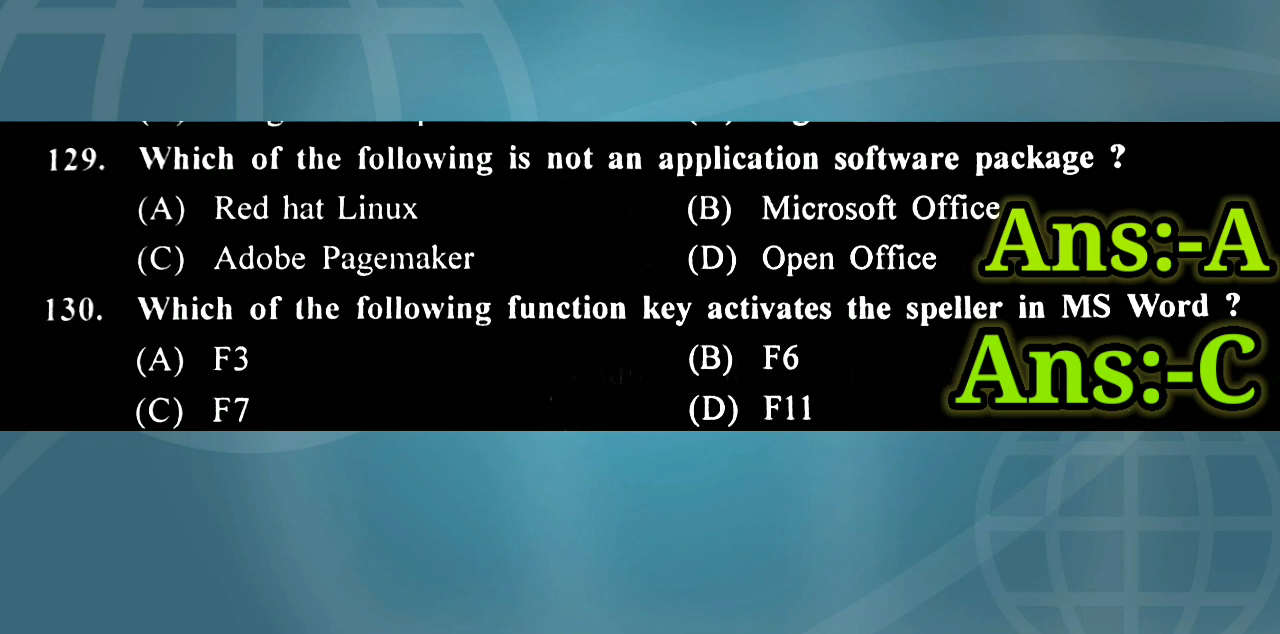 129. Which of the following is not an application software package ?
(A) Red hat Linux (B) Microsoft Office
(C) Adobe Pagemaker (D) Open Office
Ans:-A
130. Which of the following function key activates the speller in MS Word ?
(A) F3 (B) F6
(C) F7 (D) F11
Ans:-C